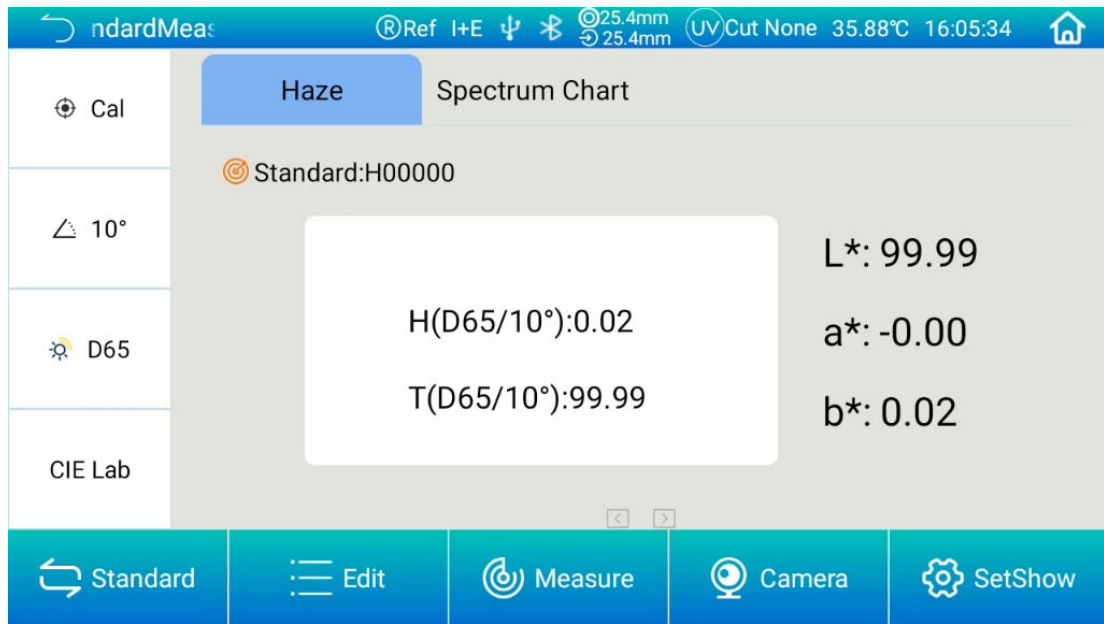 ndardMeas
®Ref I+E 25.4mm 25.4mm UV Cut None 35.88℃ 16:05:34
Cal
10°
D65
CIE Lab
Haze Spectrum Chart
Standard:H00000
H(D65/10°):0.02
T(D65/10°):99.99
L*: 99.99
a*: -0.00
b*: 0.02
Standard Edit Measure Camera SetShow